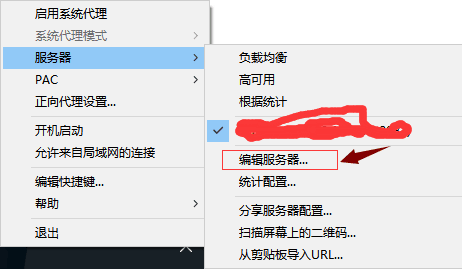 启用系统代理
系统代理模式
服务器
PAC
正向代理设置...
开机启动
允许来自局域网的连接
编辑快捷键...
帮助
退出
负载均衡
高可用
根据统计
编辑服务器...
统计配置...
分享服务器配置...
扫描屏幕上的二维码...
从剪贴板导入URL...